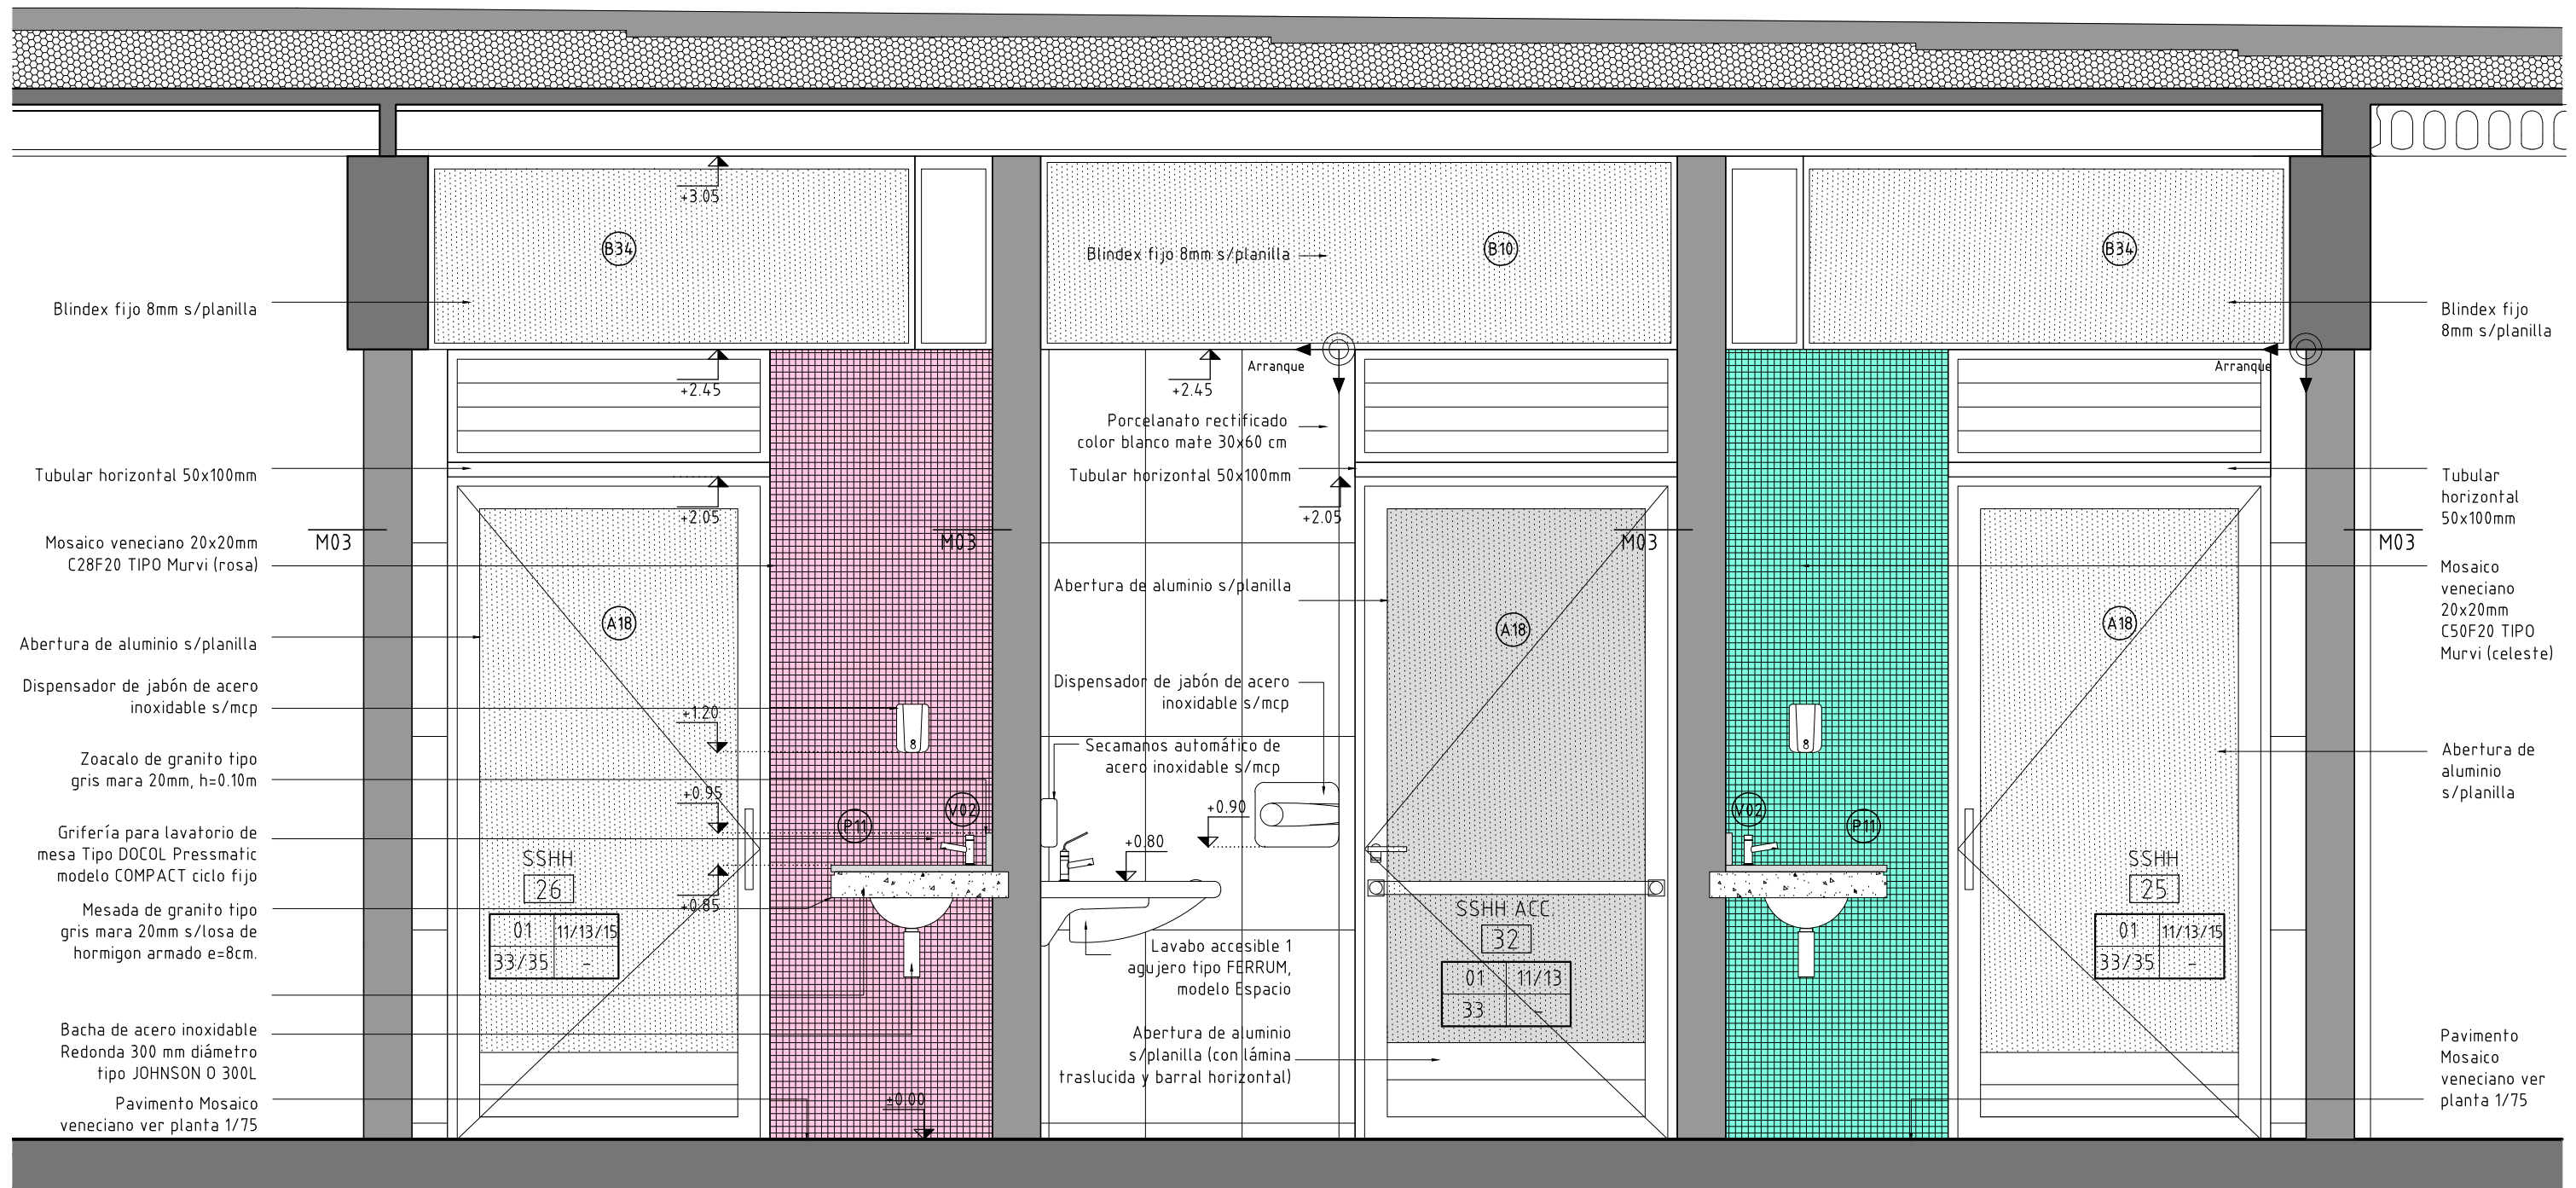 +3.05
B34
Blindex fijo 8mm s/planilla
B10
B34
Blindex fijo 8mm s/planilla
Blindex fijo
8mm s/planilla
+2.45
+2.45
Arranque
Arranque
Porcelanato rectificado
color blanco mate 30x60 cm
Tubular horizontal 50x100mm
Tubular horizontal 50x100mm
Tubular
horizontal
50x100mm
+2.05
+2.05
M03
M03
M03
M03
Mosaico veneciano 20x20mm
C28F20 TIPO Murvi (rosa)
Abertura de aluminio s/planilla
Mosaico
veneciano
20x20mm
C50F20 TIPO
Murvi (celeste)
A18
A18
A18
Abertura de aluminio s/planilla
Dispensador de jabón de acero
inoxidable s/mcp
Dispensador de jabón de acero
inoxidable s/mcp
+1.20
8
8
Secamanos automático de
acero inoxidable s/mcp
Abertura de
aluminio
s/planilla
Zoacalo de granito tipo
gris mara 20mm, h=0.10m
+0.95
V02
P11
+0.90
V02
P11
Grifería para lavatorio de
mesa Tipo DOCOL Pressmatic
modelo COMPACT ciclo fijo
+0.80
SSHH
26
01
11/13/15
33/35
-
+0.85
SSHH ACC.
32
01
11/13
33
-
SSHH
25
01
11/13/15
33/35
-
Mesada de granito tipo
gris mara 20mm s/losa de
hormigon armado e=8cm.
Lavabo accesible 1
agujero tipo FERRUM,
modelo Espacio
Bacha de acero inoxidable
Redonda 300 mm diámetro
tipo JOHNSON O 300L
Abertura de aluminio
s/planilla (con lámina
traslucida y barral horizontal)
Pavimento Mosaico
veneciano ver planta 1/75
±0.00
Pavimento
Mosaico
veneciano ver
planta 1/75